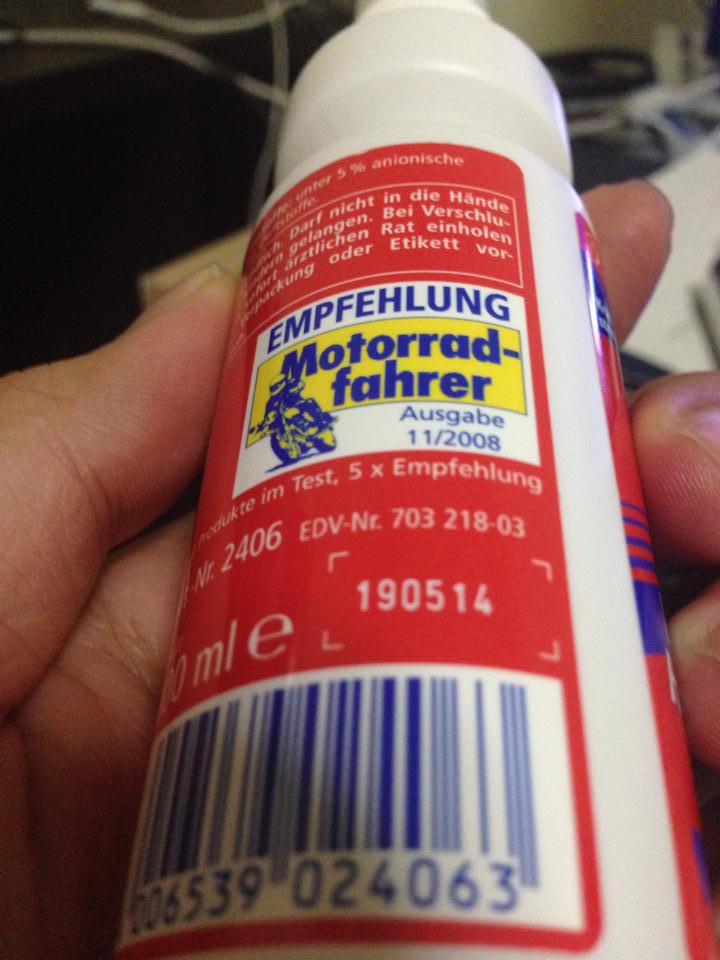 unter 5 % anionische
Darf nicht in die Hände
gelangen. Bei Verschlu-
ärztlichen Rat einholen
oder Etikett vor-
EMPFEHLUNG
Motorrad-
fahrer
Ausgabe
11/2008
Produkte im Test, 5 x Empfehlung
-Nr. 2406 EDV-Nr. 703 218-03
190514
0 ml e
006539 024063